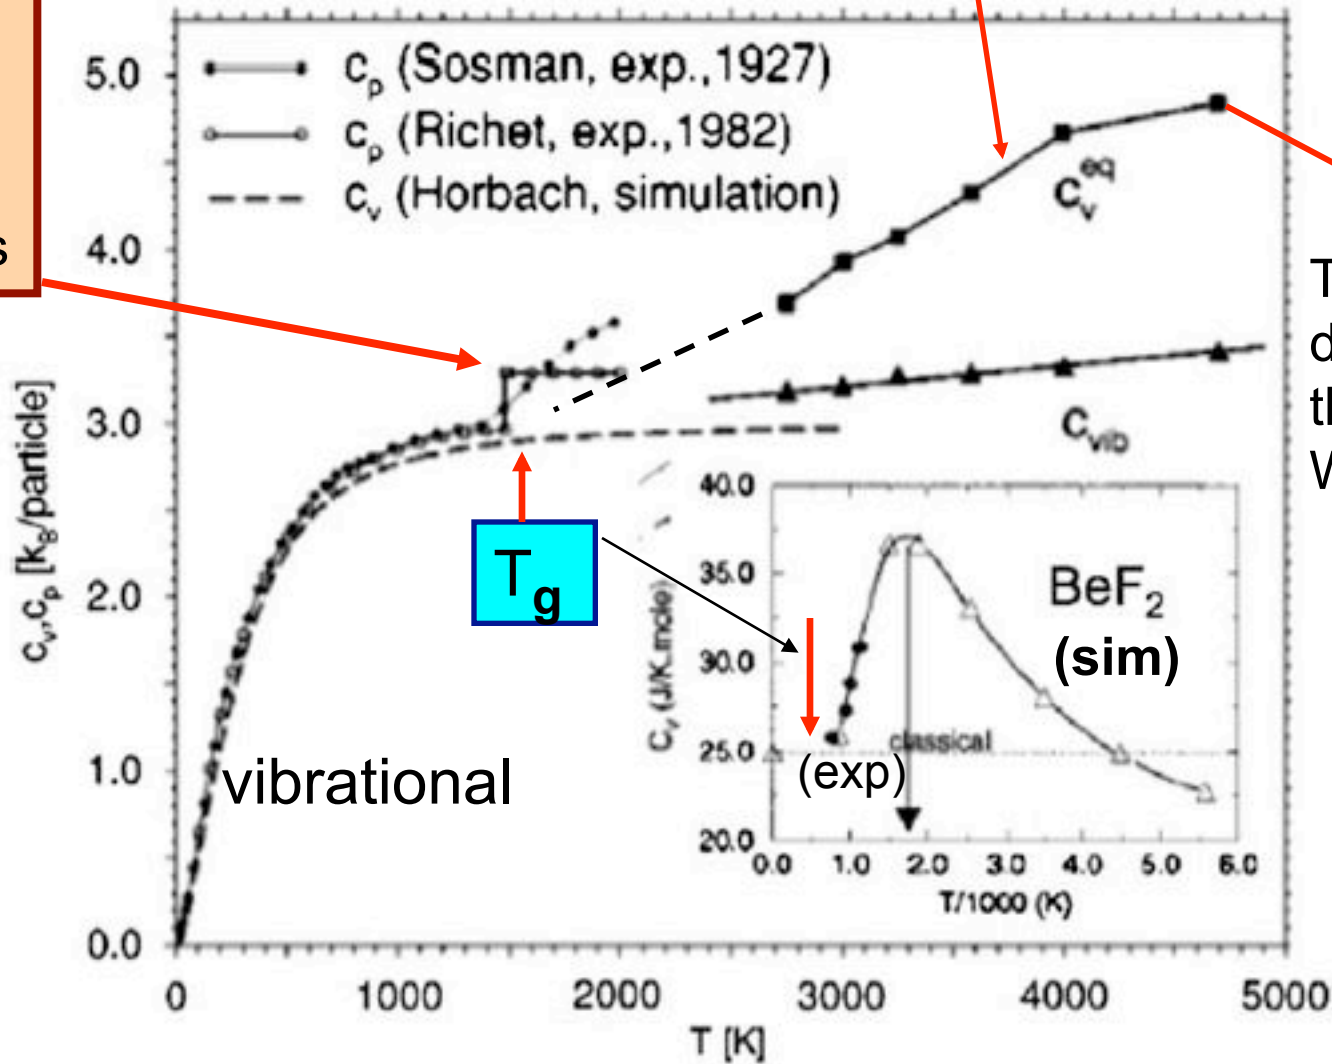 s
5.0
4.0
3.0
2.0
1.0
0.0
c_v,c_p [k_B/particle]
c_p (Sosman, exp.,1927)
c_p (Richet, exp.,1982)
c_v (Horbach, simulation)
c_v^eq
c_vib
T_g
vibrational
40.0
35.0
30.0
25.0
20.0
C_v (J/K.mole)
BeF_2
(sim)
classical
(exp)
0.0 1.0 2.0 3.0 4.0 5.0 6.0
T/1000 (K)
0 1000 2000 3000 4000 5000
T [K]
T
d
th
W